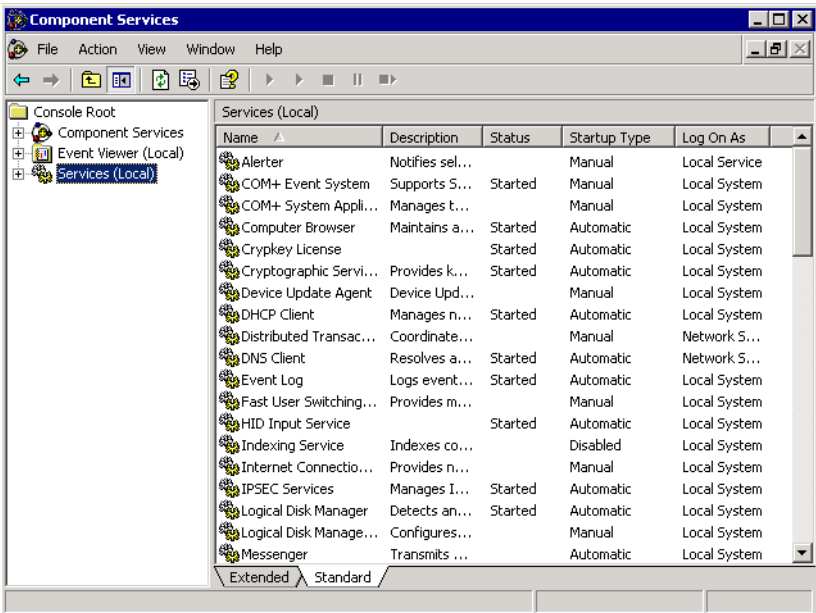 Component Services
File Action View Window Help
Console Root
Component Services
Event Viewer (Local)
Services (Local)
Services (Local)
Name Description Status Startup Type Log On As
Alerter Notifies sel... Manual Local Service
COM+ Event System Supports S... Started Manual Local System
COM+ System Appli... Manages t... Manual Local System
Computer Browser Maintains a... Started Automatic Local System
Crypkey License Started Automatic Local System
Cryptographic Servi... Provides k... Started Automatic Local System
Device Update Agent Device Upd... Manual Local System
DHCP Client Manages n... Started Automatic Local System
Distributed Transac... Coordinate... Manual Network S...
DNS Client Resolves a... Started Automatic Network S...
Event Log Logs event... Started Automatic Local System
Fast User Switching... Provides m... Manual Local System
HID Input Service Started Automatic Local System
Indexing Service Indexes co... Disabled Local System
Internet Connectio... Provides n... Manual Local System
IPSEC Services Manages I... Started Automatic Local System
Logical Disk Manager Detects an... Started Automatic Local System
Logical Disk Manage... Configures... Manual Local System
Messenger Transmits ... Automatic Local System
Extended Standard